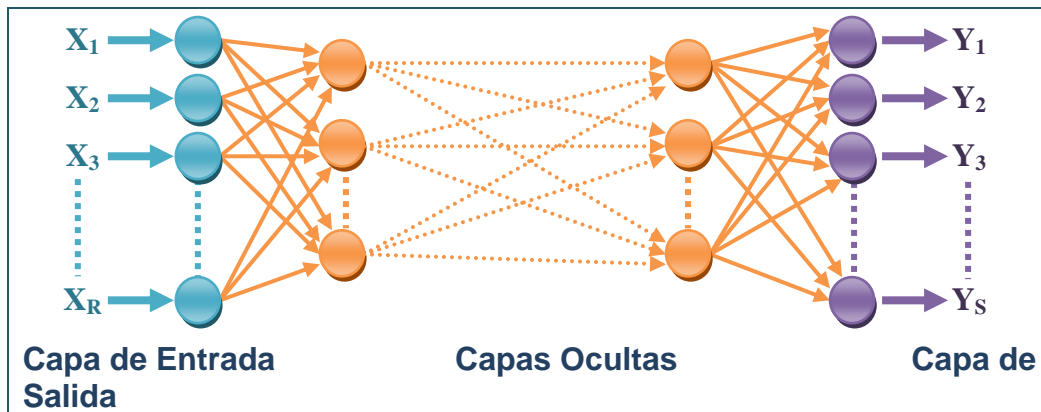 X1 Y1
X2 Y2
X3 Y3
XR YS
Capa de Entrada Capas Ocultas Capa de
Salida